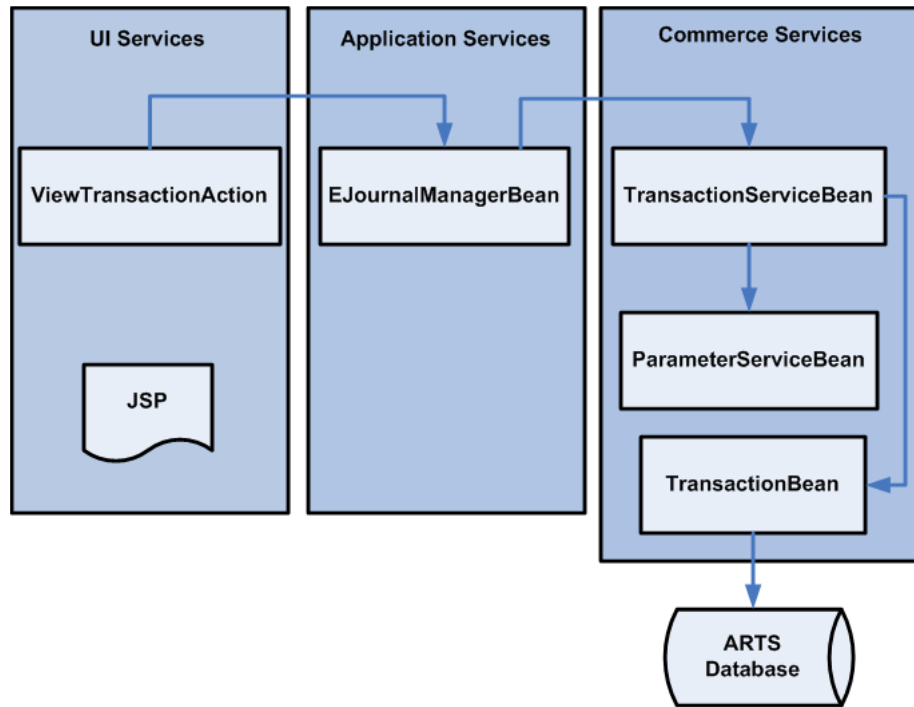 UI Services
Application Services
Commerce Services
ViewTransactionAction
EJournalManagerBean
TransactionServiceBean
ParameterServiceBean
JSP
TransactionBean
ARTS
Database